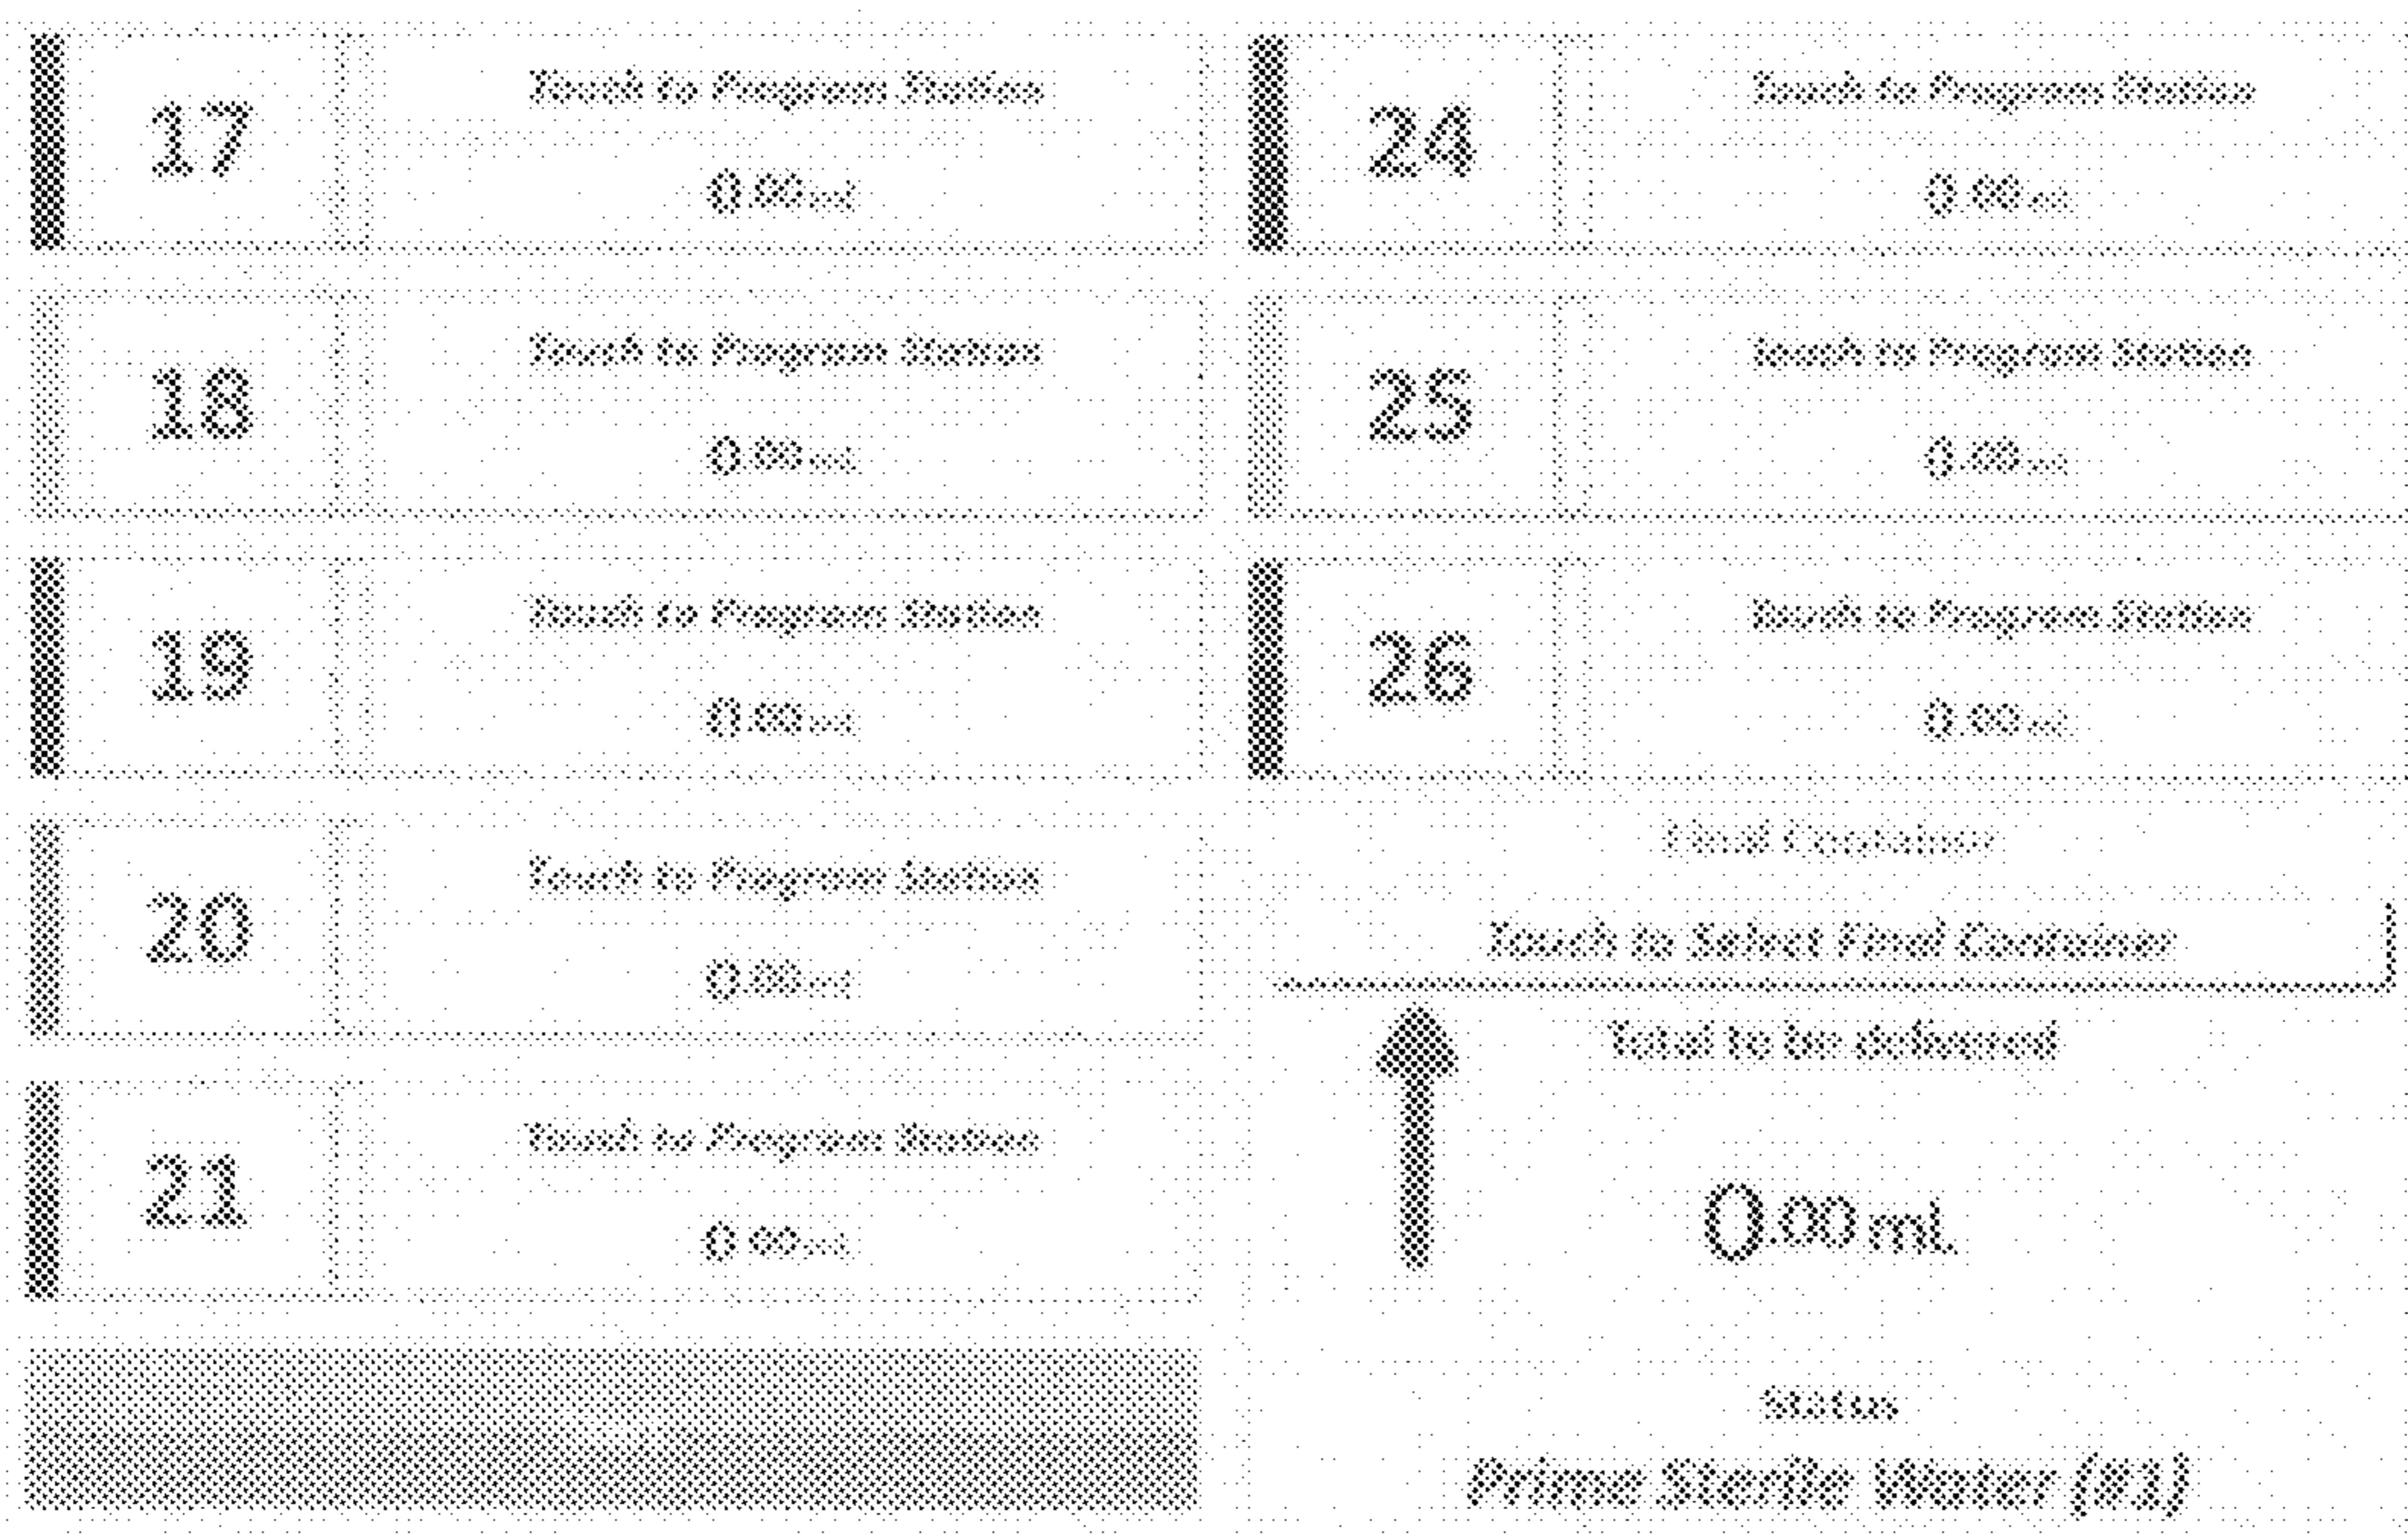 17
Touch to Program Station
0.00 mL
18
Touch to Program Station
0.00 mL
19
Touch to Program Station
0.00 mL
20
Touch to Program Station
0.00 mL
21
Touch to Program Station
0.00 mL
24
Touch to Program Station
0.00 mL
25
Touch to Program Station
0.00 mL
26
Touch to Program Station
0.00 mL
Final Container
Touch to Select Final Container
Total to be delivered
0.00 mL
Status
Prime Sterile Water (#1)